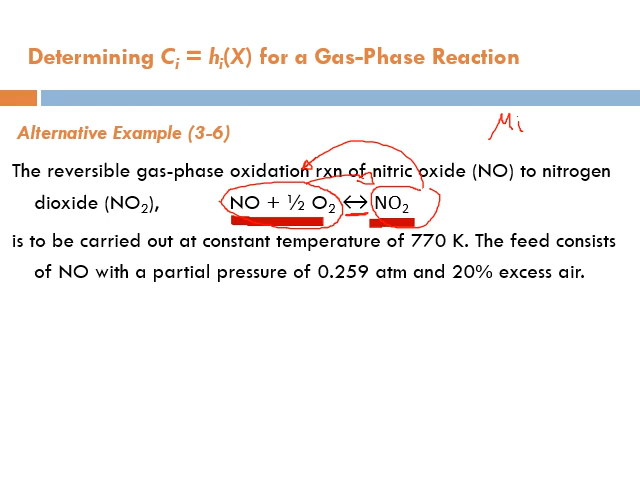 Determining Cᵢ = hᵢ(X) for a Gas-Phase Reaction
Mi
Alternative Example (3-6)
The reversible gas-phase oxidation rxn of nitric oxide (NO) to nitrogen
dioxide (NO₂), NO + ½ O₂ ↔ NO₂
is to be carried out at constant temperature of 770 K. The feed consists
of NO with a partial pressure of 0.259 atm and 20% excess air.